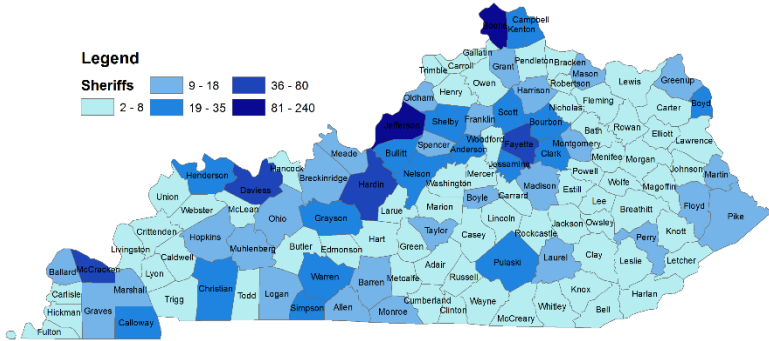 Legend
Sheriffs
9 - 18
36 - 80
2 - 8
19 - 35
81 - 240
Boone
Campbell
Kenton
Gallatin
Pendleton
Bracken
Trimble
Carroll
Grant
Mason
Owen
Robertson
Lewis
Greenup
Henry
Harrison
Oldham
Fleming
Boyd
Nicholas
Carter
Jefferson
Shelby
Franklin
Scott
Bourbon
Bath
Rowan
Elliott
Spencer
Woodford
Fayette
Montgomery
Lawrence
Bullitt
Anderson
Clark
Menifee
Morgan
Meade
Jessamine
Hancock
Nelson
Mercer
Powell
Johnson
Martin
Henderson
Breckinridge
Hardin
Washington
Madison
Estill
Wolfe
Magoffin
Daviess
Union
Larue
Marion
Boyle
Garrard
Lee
Floyd
Webster
McLean
Ohio
Grayson
Breathitt
Pike
Lincoln
Jackson
Owsley
Crittenden
Hopkins
Hart
Taylor
Casey
Rockcastle
Perry
Knott
Livingston
Muhlenberg
Butler
Edmonson
Green
Caldwell
Adair
Clay
Leslie
Letcher
Ballard
McCracken
Lyon
Warren
Barren
Metcalfe
Pulaski
Laurel
Marshall
Russell
Carlisle
Trigg
Christian
Todd
Logan
Knox
Harlan
Hickman
Graves
Simpson
Allen
Monroe
Cumberland
Clinton
Wayne
Whitley
Bell
Calloway
McCreary
Fulton